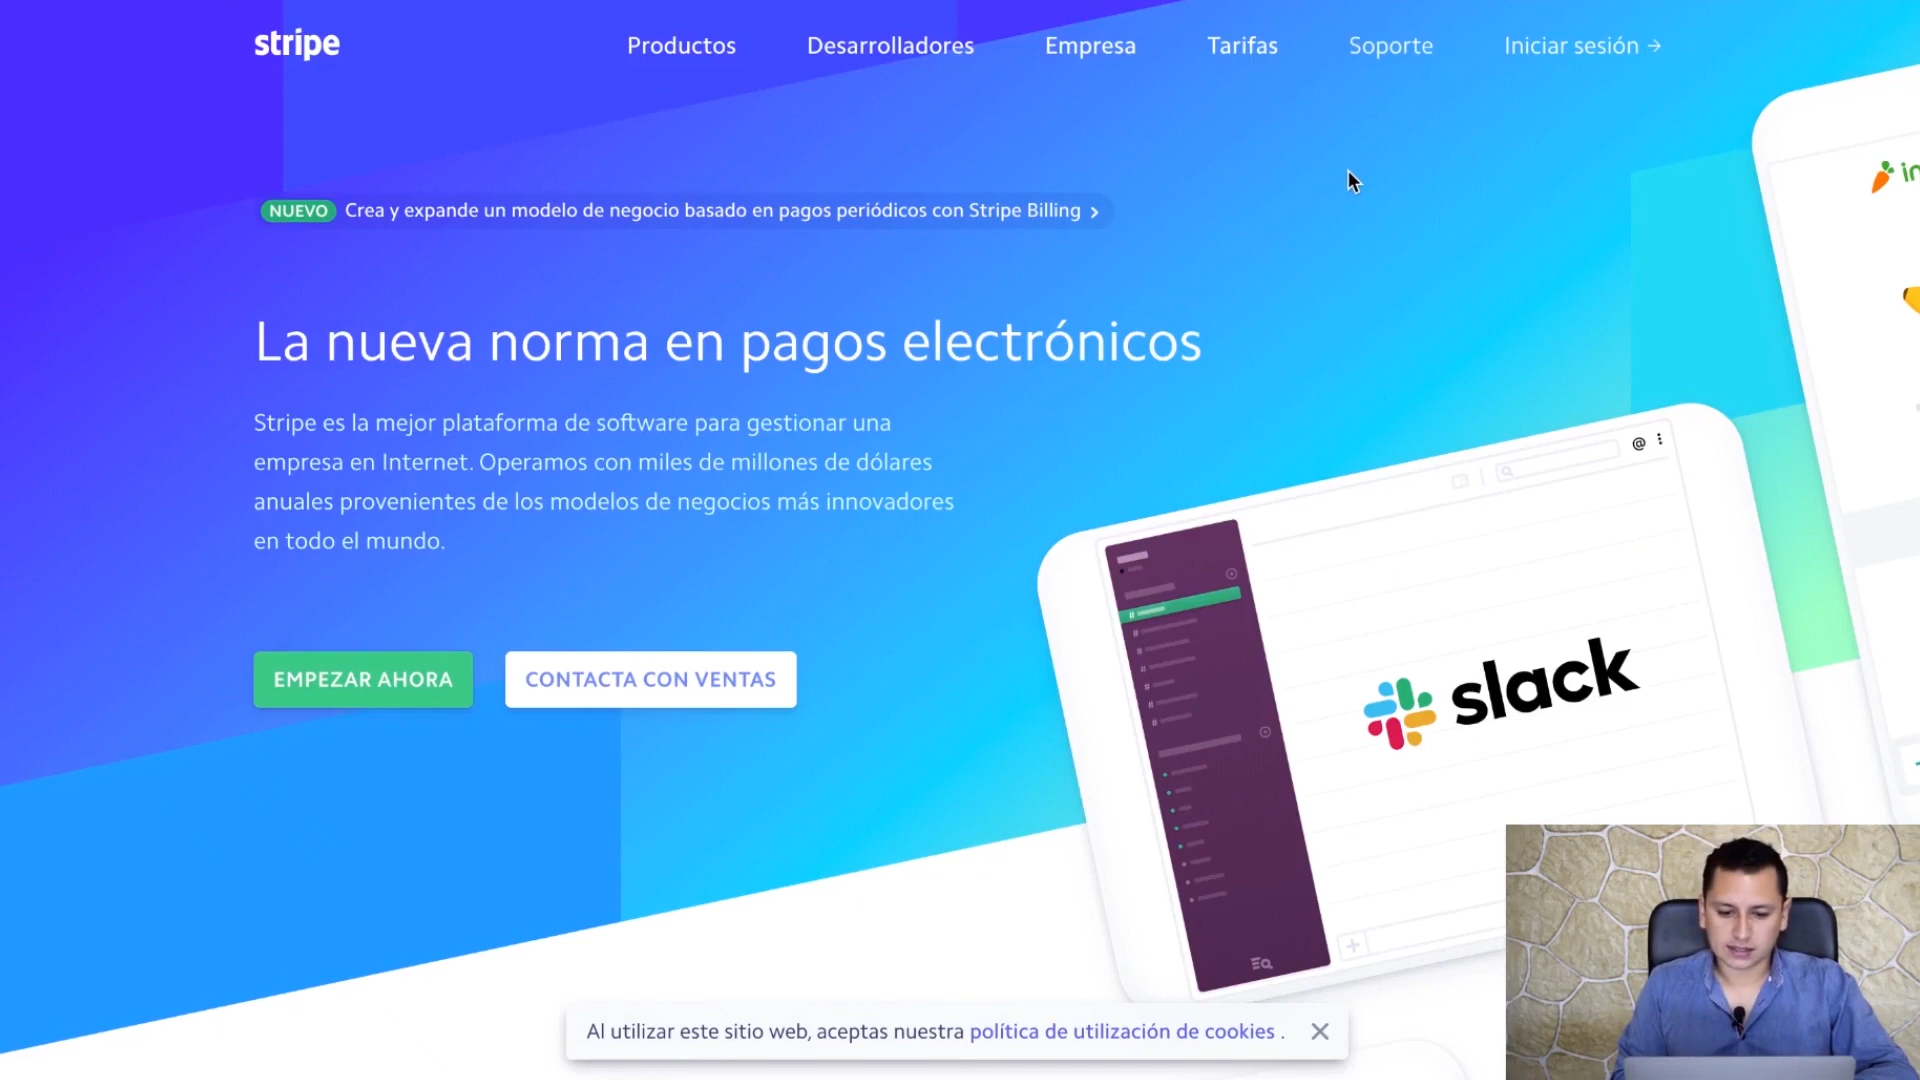 stripe
Productos
Desarrolladores
Empresa
Tarifas
Soporte
Iniciar sesión →
NUEVO Crea y expande un modelo de negocio basado en pagos periódicos con Stripe Billing >
La nueva norma en pagos electrónicos
Stripe es la mejor plataforma de software para gestionar una
empresa en Internet. Operamos con miles de millones de dólares
anuales provenientes de los modelos de negocios más innovadores
en todo el mundo.
EMPEZAR AHORA
CONTACTA CON VENTAS
@
slack
Al utilizar este sitio web, aceptas nuestra política de utilización de cookies .